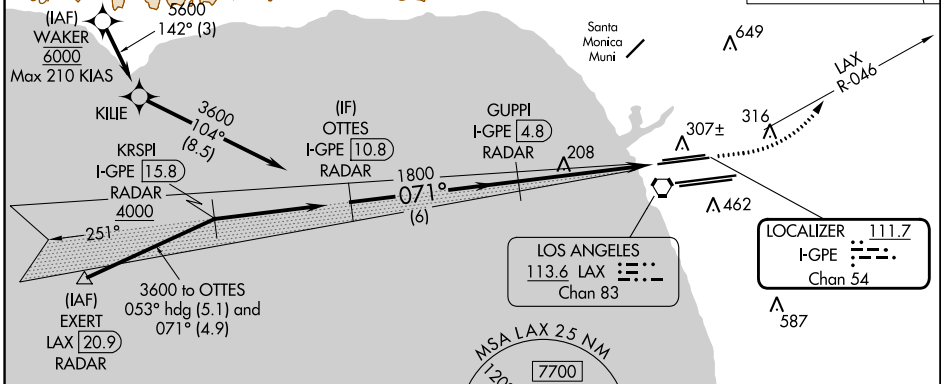 (IAF)
WAKER
6000
Max 210 KIAS
5600
142° (3)
KILIE
3600
104°
(8.5)
KRSPI
I-GPE 15.8
RADAR
4000
251°
(IF)
OTTES
I-GPE 10.8
RADAR
GUPPI
I-GPE 4.8
RADAR
1800
071°
(6)
208
Santa
Monica
Muni
649
307±
316
LAX
R-046
462
587
LOS ANGELES
113.6 LAX
Chan 83
LOCALIZER 111.7
I-GPE
Chan 54
(IAF)
EXERT
LAX 20.9
RADAR
3600 to OTTES
053° hdg (5.1) and
071° (4.9)
MSA LAX 25 NM
7700